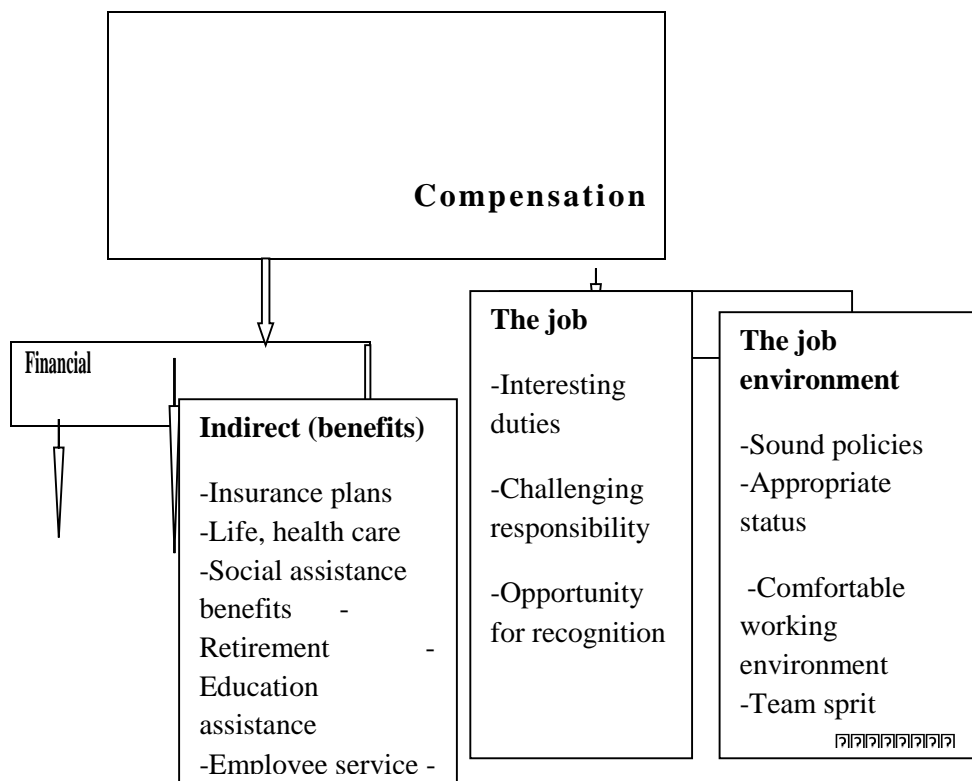 Compensation
Financial
Indirect (benefits)
-Insurance plans
-Life, health care
-Social assistance
benefits -
Retirement -
Education
assistance
-Employee service -
The job
-Interesting
duties
-Challenging
responsibility
-Opportunity
for recognition
The job
environment
-Sound policies
-Appropriate
status
-Comfortable
working
environment
-Team sprit